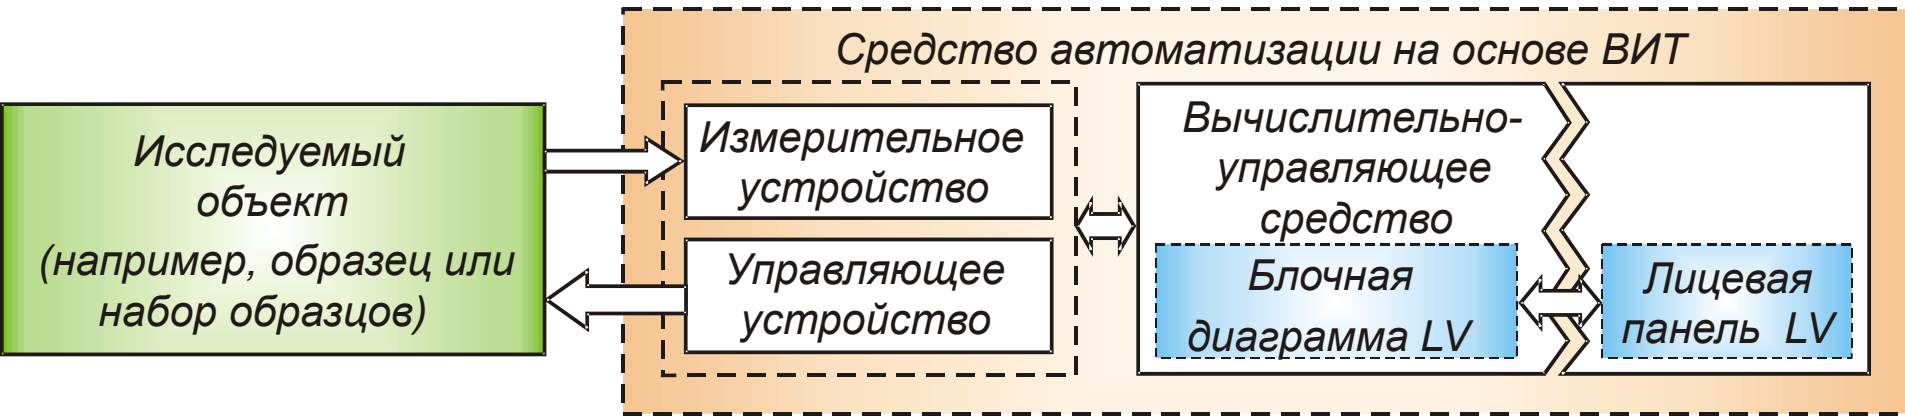 Средство автоматизации на основе ВИТ
Исследуемый
объект
(например, образец или
набор образцов)
Измерительное
устройство
Управляющее
устройство
Вычислительно-
управляющее
средство
Блочная
диаграмма LV
Лицевая
панель LV